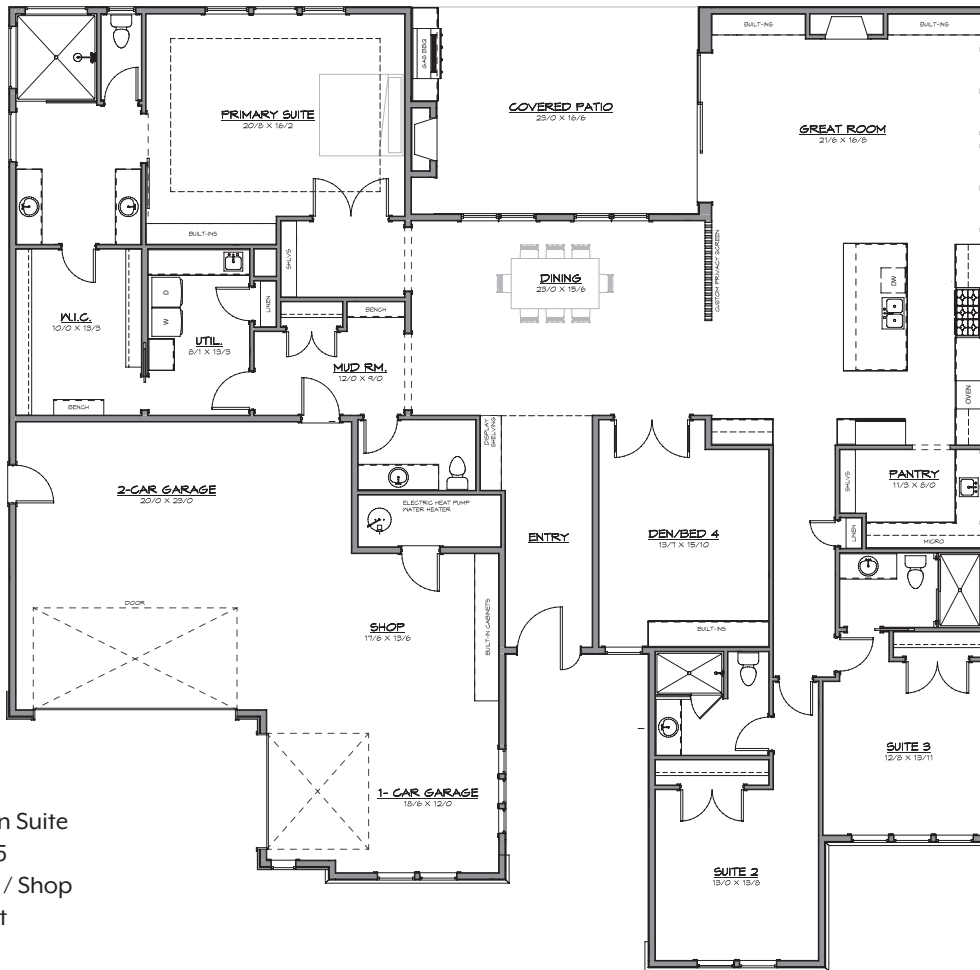 BUILT-INS
BUILT-INS
GAS BBQ
PRIMARY SUITE
20/8 X 16/2
COVERED PATIO
23/0 X 16/6
GREAT ROOM
21/6 X 16/8
BUILT-INS
SHLVS
CUSTOM PRIVACY SCREEN
DINING
23/0 X 15/6
DW
D
W
LINEN
BENCH
W.I.C.
10/0 X 13/3
UTIL.
8/1 X 13/3
MUD RM.
12/0 X 9/0
BENCH
OVEN
DISPLAY
SHELVING
2-CAR GARAGE
20/0 X 23/0
ELECTRIC HEAT PUMP
WATER HEATER
PANTRY
11/3 X 8/0
SHLVS
LINEN
MICRO
ENTRY
DEN/BED 4
13/7 X 15/10
DOOR
SHOP
17/6 X 13/6
BUILT-IN CABINETS
BUILT-INS
SUITE 3
12/8 X 13/11
1- CAR GARAGE
18/6 X 12/0
SUITE 2
13/0 X 13/8
n Suite
5
/ Shop
t